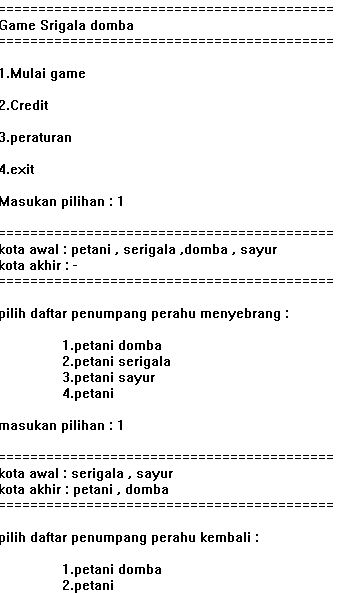 ==========================================
Game Srigala domba
==========================================
1.Mulai game
2.Credit
3.peraturan
4.exit
Masukan pilihan : 1
==========================================
kota awal : petani , serigala ,domba , sayur
kota akhir : -
==========================================
pilih daftar penumpang perahu menyebrang :
1.petani domba
2.petani serigala
3.petani sayur
4.petani
masukan pilihan : 1
==========================================
kota awal : serigala , sayur
kota akhir : petani , domba
==========================================
pilih daftar penumpang perahu kembali :
1.petani domba
2.petani